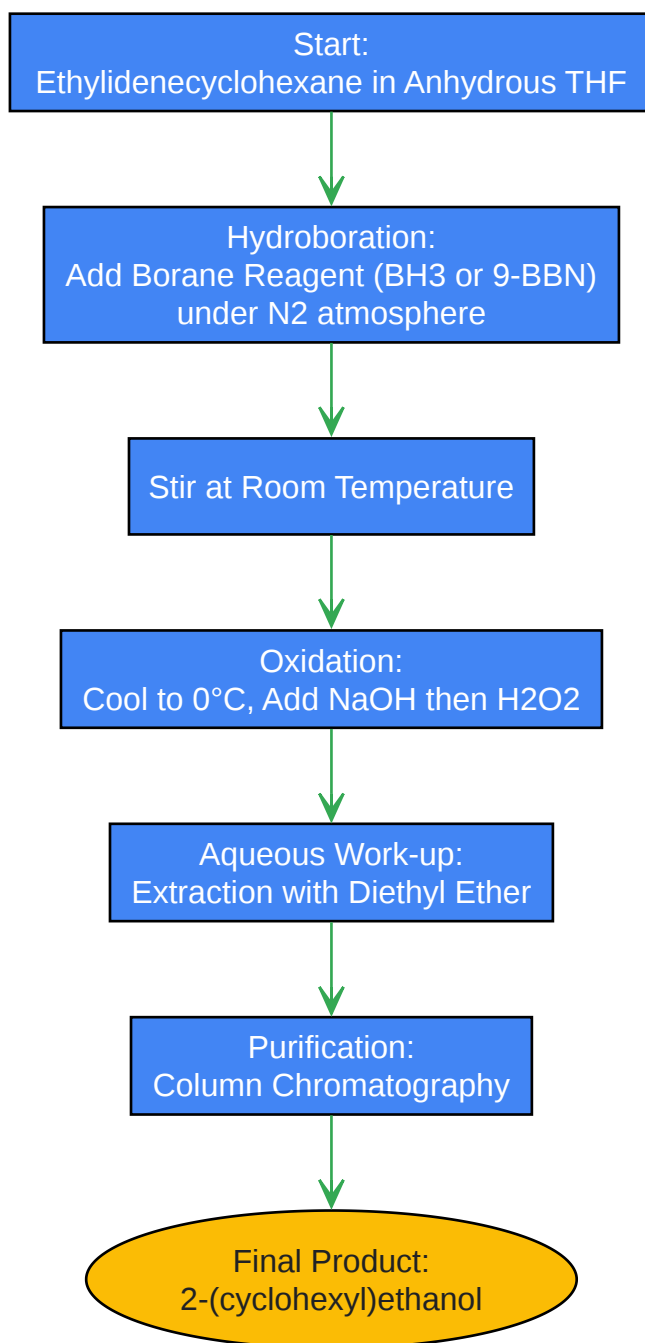 Start:
Ethylidenecyclohexane in Anhydrous THF
Hydroboration:
Add Borane Reagent (BH3 or 9-BBN)
under N2 atmosphere
Stir at Room Temperature
Oxidation:
Cool to 0°C, Add NaOH then H2O2
Aqueous Work-up:
Extraction with Diethyl Ether
Purification:
Column Chromatography
Final Product:
2-(cyclohexyl)ethanol